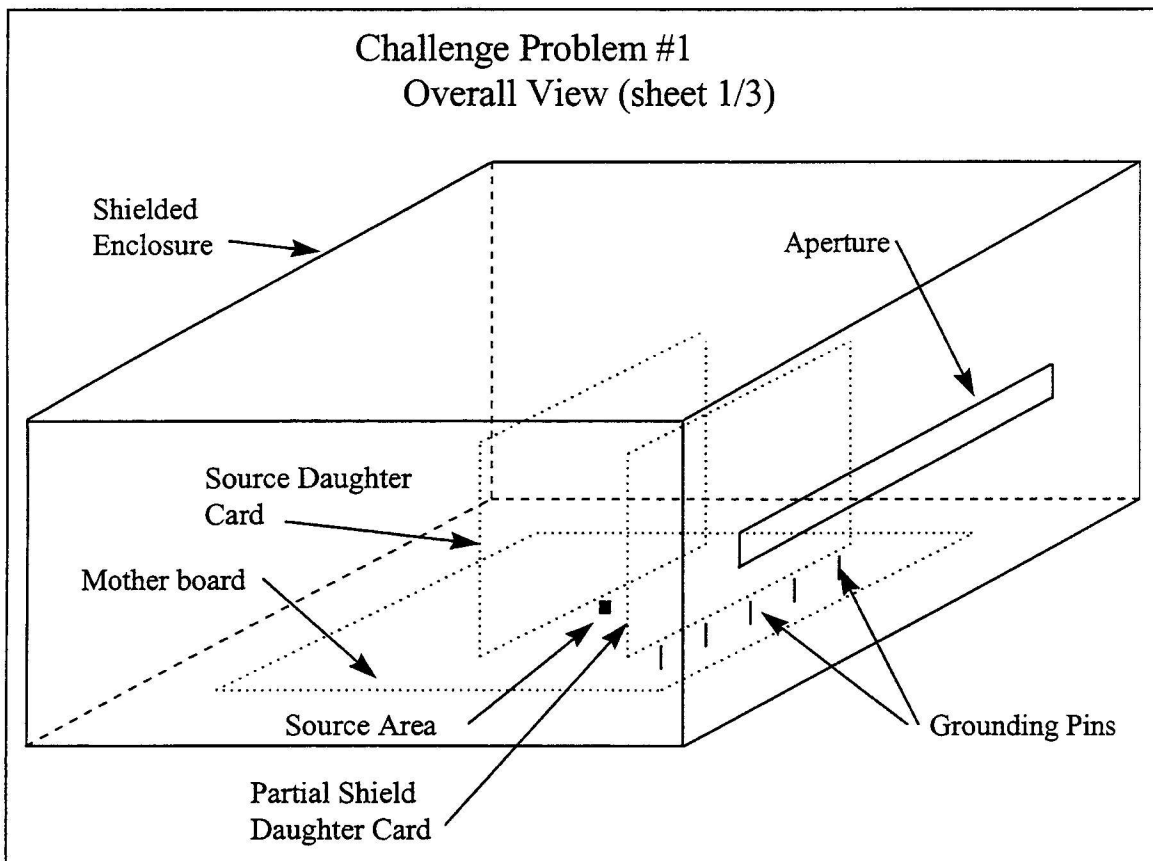 Challenge Problem #1
Overall View (sheet 1/3)
Shielded
Enclosure
Aperture
Source Daughter
Card
Mother board
Source Area
Grounding Pins
Partial Shield
Daughter Card